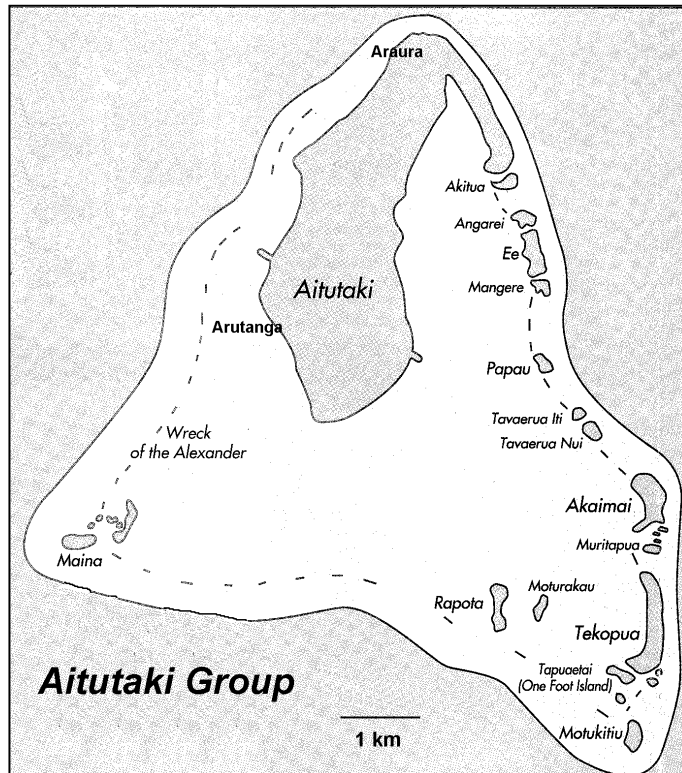 Araura
Akitua
Angarei
Ee
Aitutaki
Mangere
Arutanga
Papau
Tavaerua Iti
Tavaerua Nui
Wreck
of the Alexander
Akaimai
Muritapua
Maina
Moturakau
Rapota
Tekopua
Tapuaetai
(One Foot Island)
Aitutaki Group
Motukitiu
1 km